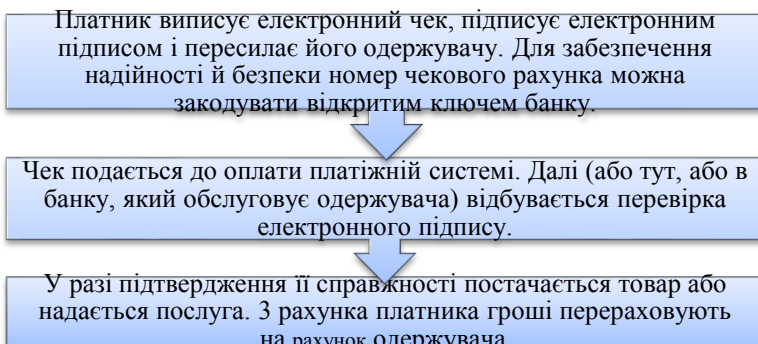 Платник виписує електронний чек, підписує електронним
підписом і пересилає його одержувачу. Для забезпечення
надійності й безпеки номер чекового рахунка можна
закодувати відкритим ключем банку.
Чек подається до оплати платіжній системі. Далі (або тут, або в
банку, який обслуговує одержувача) відбувається перевірка
електронного підпису.
У разі підтвердження її справжності постачається товар або
надається послуга. З рахунка платника гроші перераховують
на рахунок одержувача